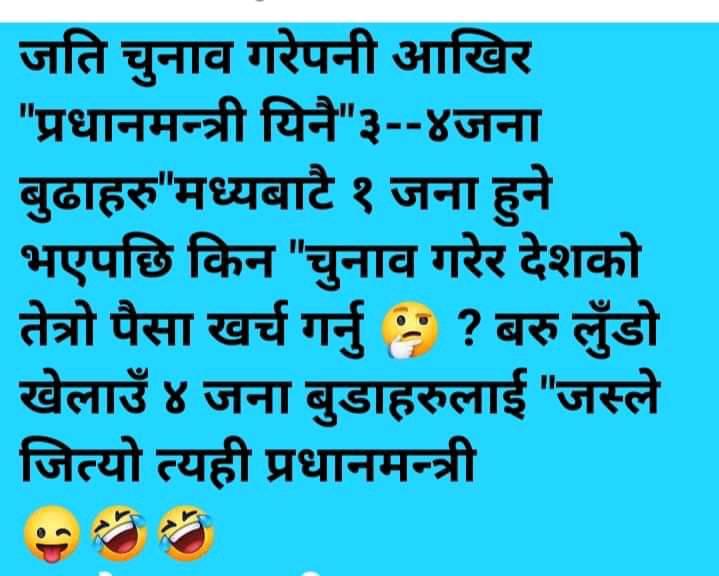 जति चुनाव गरेपनी आखिर
"प्रधानमन्त्री यिनै"३--४जना
बुढाहरु"मध्यबाटै १ जना हुने
भएपछि किन "चुनाव गरेर देशको
तेत्रो पैसा खर्च गर्नु 🤔 ? बरु लुँडो
खेलाउँ ४ जना बुडाहरुलाई "जस्ले
जित्यो त्यही प्रधानमन्त्री
😜🤣🤣